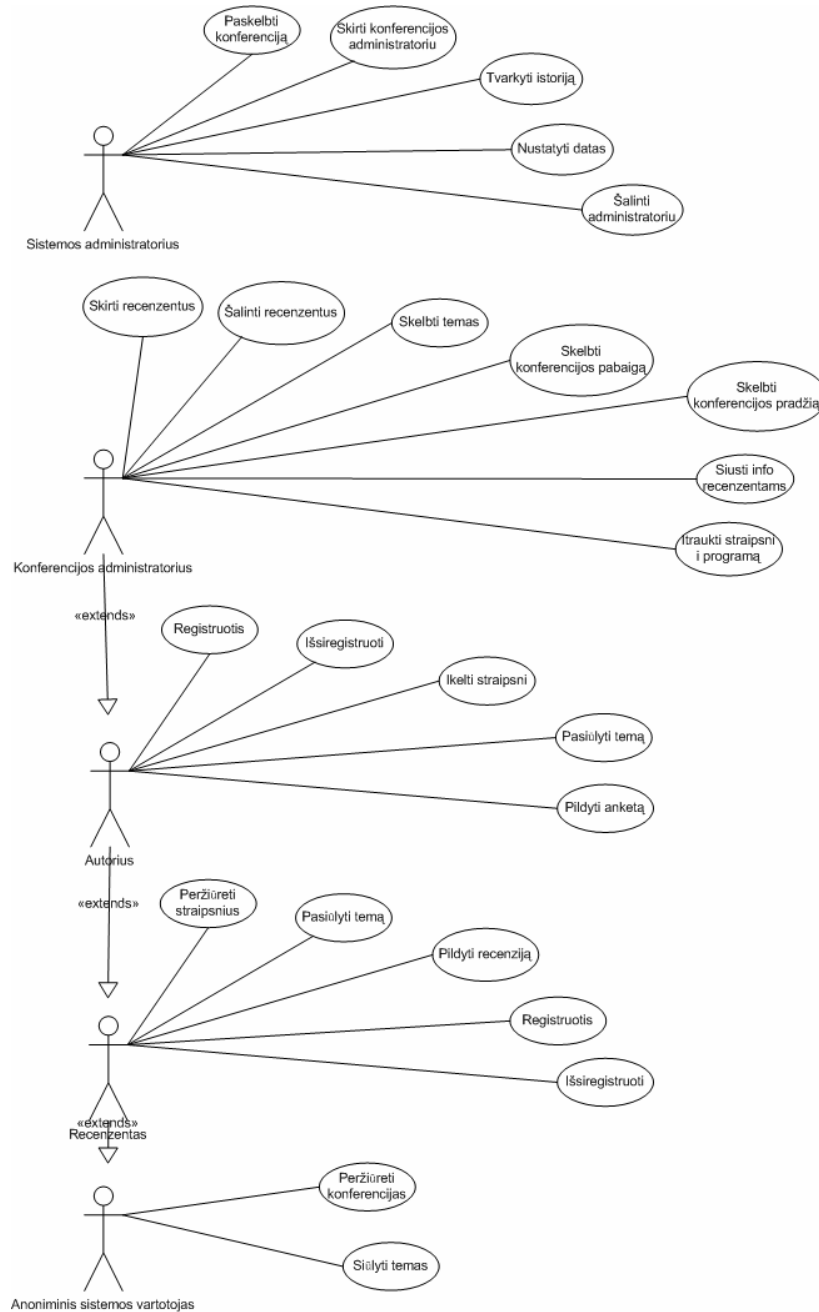 Paskelbti
konferenciją
Skirti konferencijos
administratoriu
Tvarkyti istoriją
Nustatyti datas
Šalinti
administratoriu
Sistemos administratorius
Skirti recenzentus
Šalinti recenzentus
Skelbti temas
Skelbti
konferencijos pabaigą
Skelbti
konferencijos pradžią
Siusti info
recenzentams
Itraukti straipsni
i programą
Konferencijos administratorius
«extends»
Registruotis
Išsiregistruoti
Ikelti straipsni
Pasiūlyti temą
Pildyti anketą
Autorius
«extends»
Peržiūreti
straipsnius
Pasiūlyti temą
Pildyti recenziją
Registruotis
Išsiregistruoti
«extends»
Recenzentas
Peržiūreti
konferencijas
Siūlyti temas
Anoniminis sistemos vartotojas